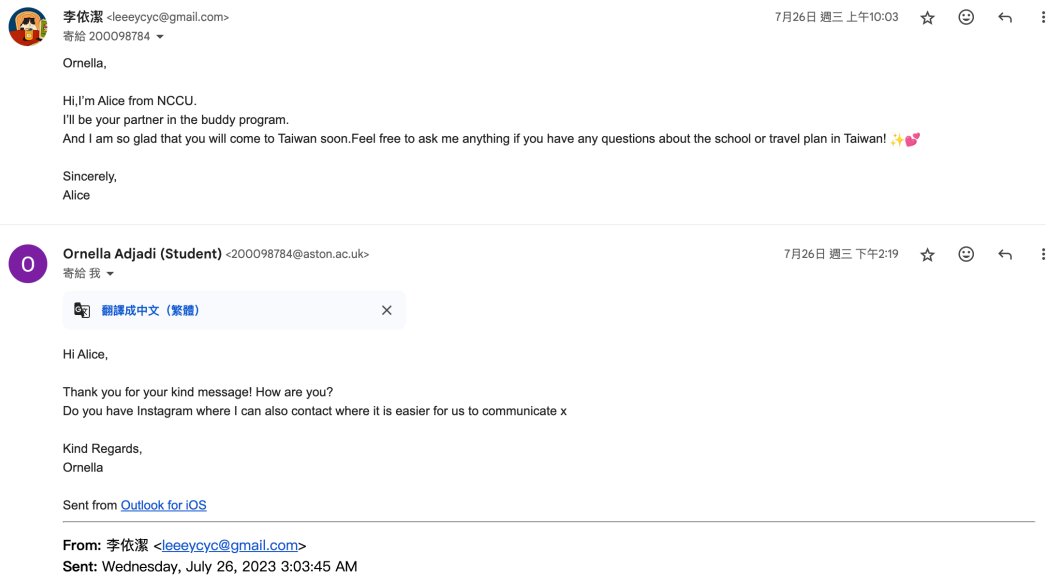 李依潔 <leeeycyc@gmail.com>
7月26日 週三 上午10:03
寄給 200098784
Ornella,
Hi,I'm Alice from NCCU.
I'll be your partner in the buddy program.
And I am so glad that you will come to Taiwan soon.Feel free to ask me anything if you have any questions about the school or travel plan in Taiwan! ✨💕
Sincerely,
Alice
O
Ornella Adjadi (Student) <200098784@aston.ac.uk>
7月26日 週三 下午2:19
寄給 我
翻譯成中文（繁體）
Hi Alice,
Thank you for your kind message! How are you?
Do you have Instagram where I can also contact where it is easier for us to communicate x
Kind Regards,
Ornella
Sent from Outlook for iOS
From: 李依潔 <leeeycyc@gmail.com>
Sent: Wednesday, July 26, 2023 3:03:45 AM